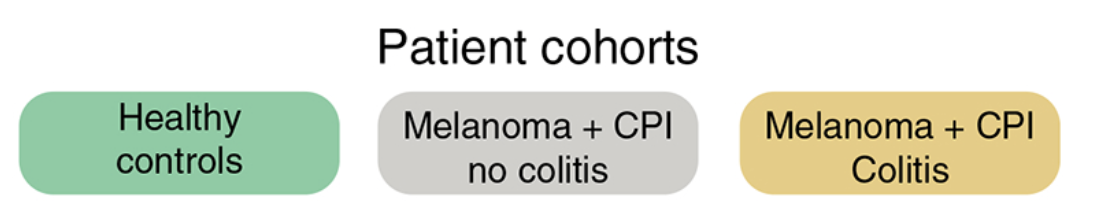 Patient cohorts
Healthy
controls
Melanoma + CPI
no colitis
Melanoma + CPI
Colitis